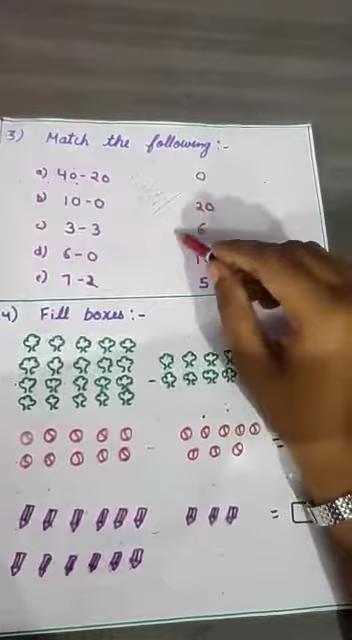 3) Match the following :-
a) 40-20 0
b) 10-0 20
c) 3-3 6
d) 6-0
e) 7-2 5
4) Fill boxes :-
-
- =
=